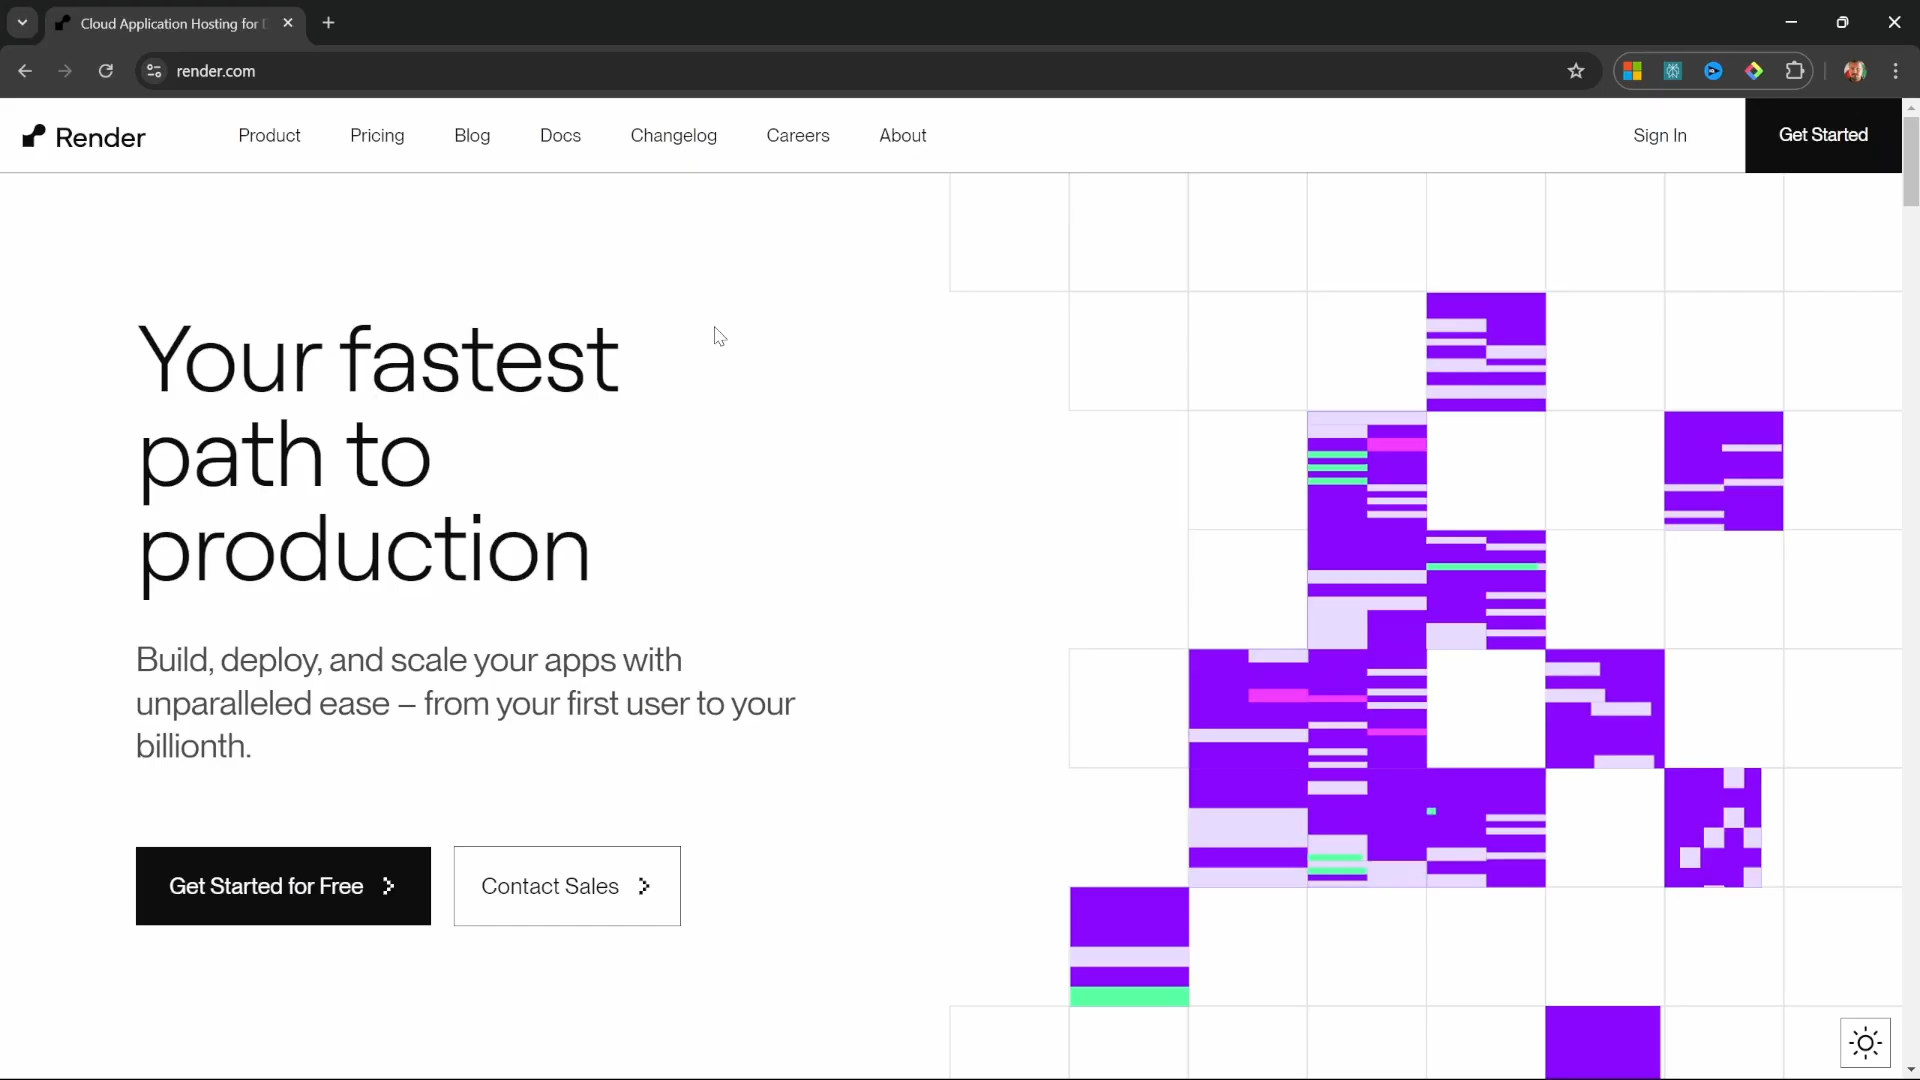 Cloud Application Hosting for
render.com
Render
Product
Pricing
Blog
Docs
Changelog
Careers
About
Sign In
Get Started
Your fastest
path to
production
Build, deploy, and scale your apps with
unparalleled ease – from your first user to your
billionth.
Get Started for Free
Contact Sales